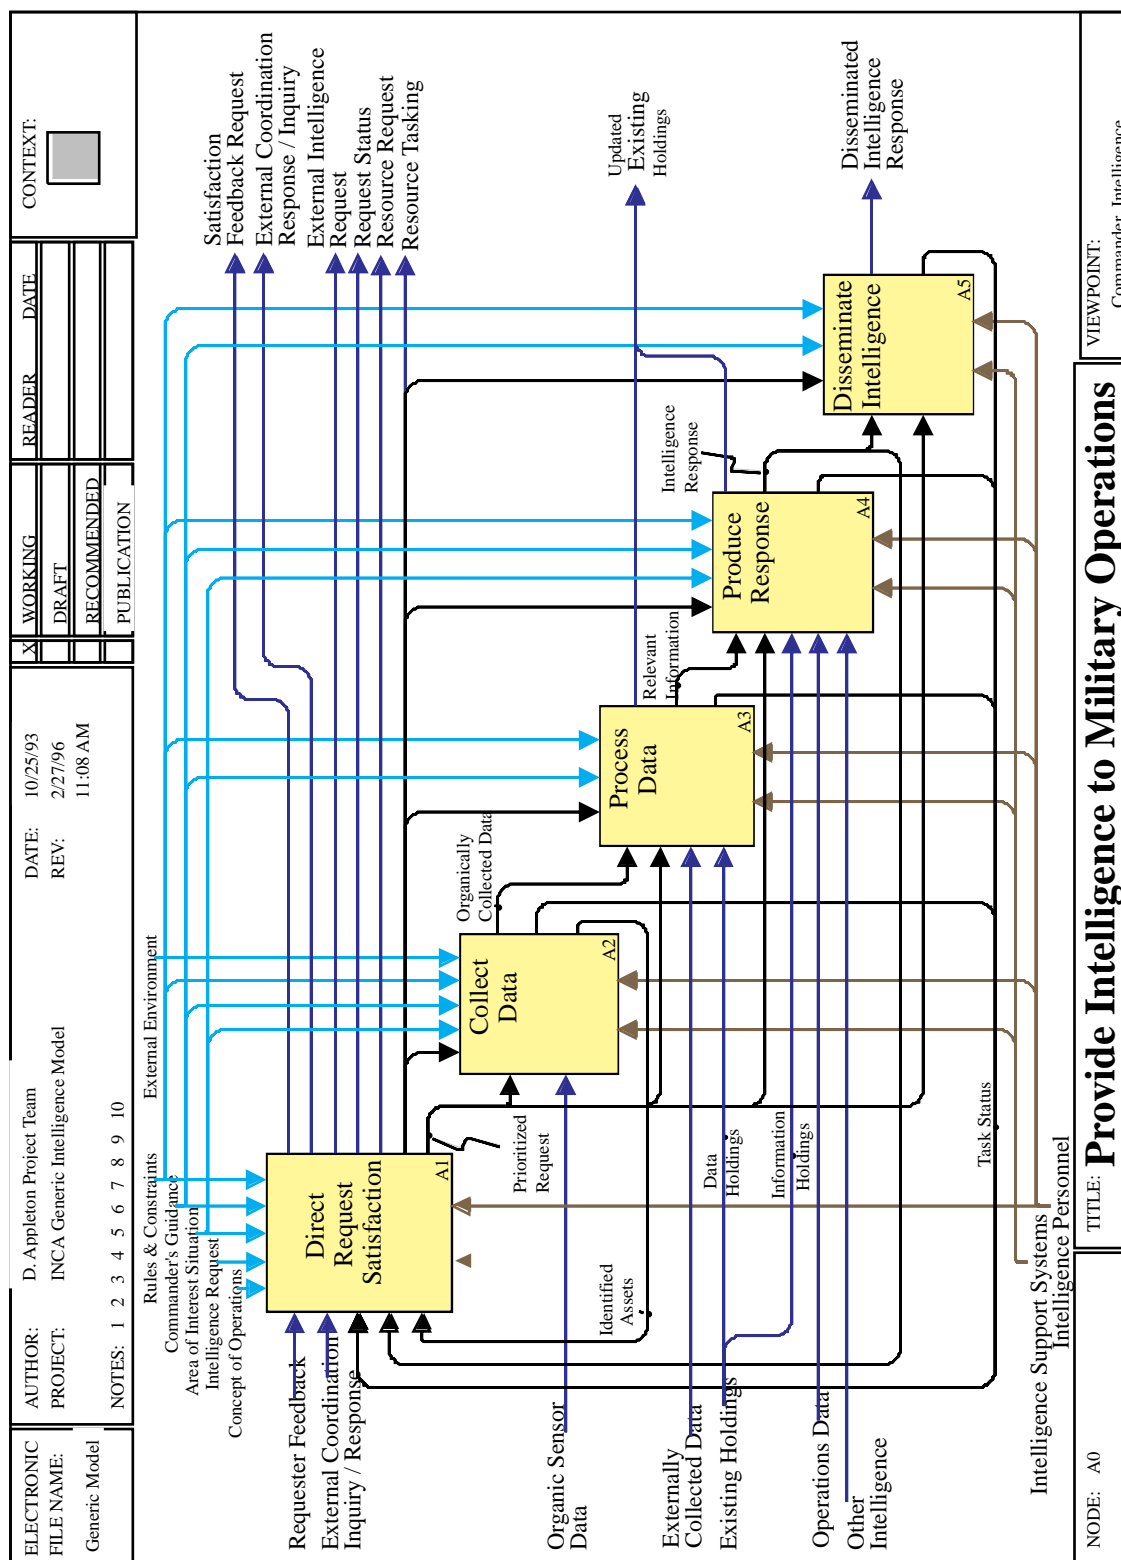 ELECTRONIC
FILE NAME:
Generic Model
AUTHOR: D. Appleton Project Team
PROJECT: INCA Generic Intelligence Model
NOTES: 1 2 3 4 5 6 7 8 9 10
DATE: 10/25/93
REV: 2/27/96
11:08 AM
X WORKING
DRAFT
RECOMMENDED
PUBLICATION
READER DATE
CONTEXT:
Rules & Constraints
External Environment
Commander's Guidance
Area of Interest Situation
Intelligence Request
Concept of Operations
Satisfaction
Feedback Request
External Coordination
Response / Inquiry
External Intelligence
Request
Request Status
Resource Request
Resource Tasking
Requester Feedback
External Coordination
Inquiry / Response
Direct
Request
Satisfaction
A1
Prioritized
Request
Identified
Assets
Organic Sensor
Data
Collect
Data
A2
Organically
Collected Data
Process
Data
A3
Relevant
Information
Updated
Existing
Holdings
Intelligence
Response
Produce
Response
A4
Disseminate
Intelligence
A5
Disseminated
Intelligence
Response
Externally
Collected Data
Existing Holdings
Data
Holdings
Information
Holdings
Operations Data
Other
Intelligence
Task Status
Intelligence Support Systems
Intelligence Personnel
NODE: A0
TITLE: Provide Intelligence to Military Operations
VIEWPOINT:
Commander, Intelligence